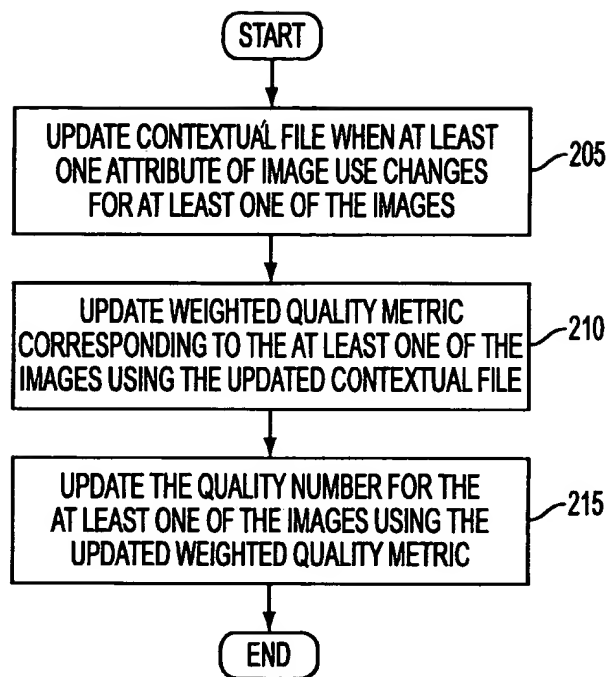 START
UPDATE CONTEXTUAL FILE WHEN AT LEAST
ONE ATTRIBUTE OF IMAGE USE CHANGES
FOR AT LEAST ONE OF THE IMAGES
205
UPDATE WEIGHTED QUALITY METRIC
CORRESPONDING TO THE AT LEAST ONE OF THE
IMAGES USING THE UPDATED CONTEXTUAL FILE
210
UPDATE THE QUALITY NUMBER FOR THE
AT LEAST ONE OF THE IMAGES USING THE
UPDATED WEIGHTED QUALITY METRIC
215
END